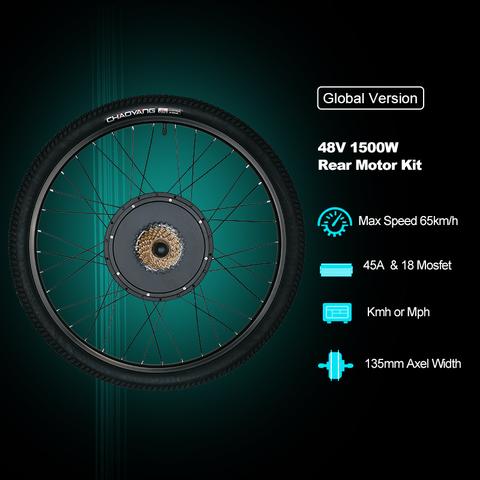 CHAOYANG
Global Version
48V 1500W
Rear Motor Kit
Max Speed 65km/h
45A & 18 Mosfet
Kmh or Mph
135mm Axel Width